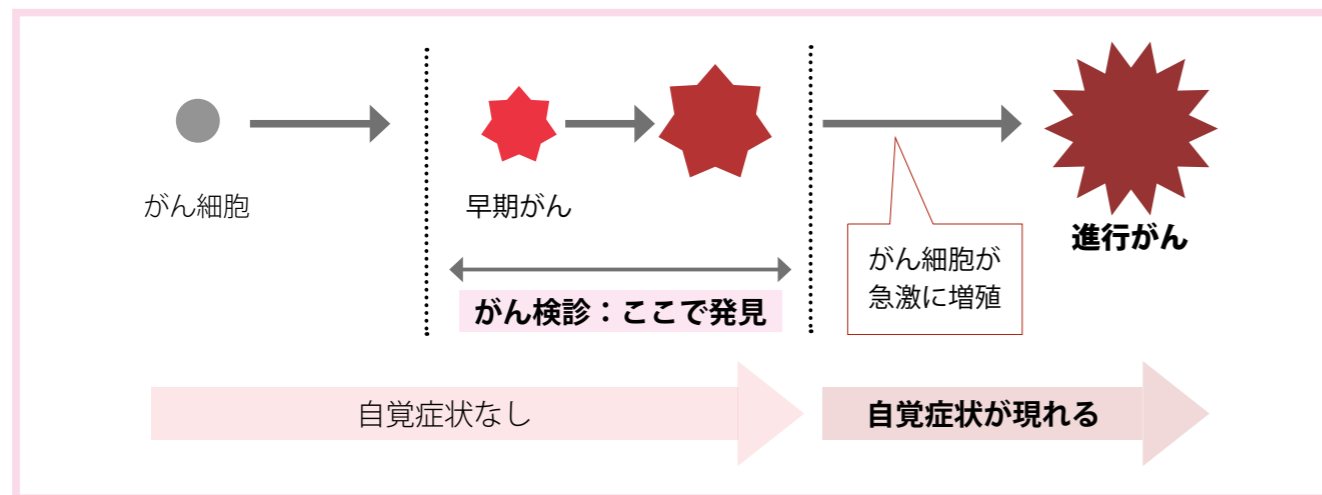 がん細胞
早期がん
進行がん
がん検診：ここで発見
がん細胞が
急激に増殖
自覚症状なし
自覚症状が現れる